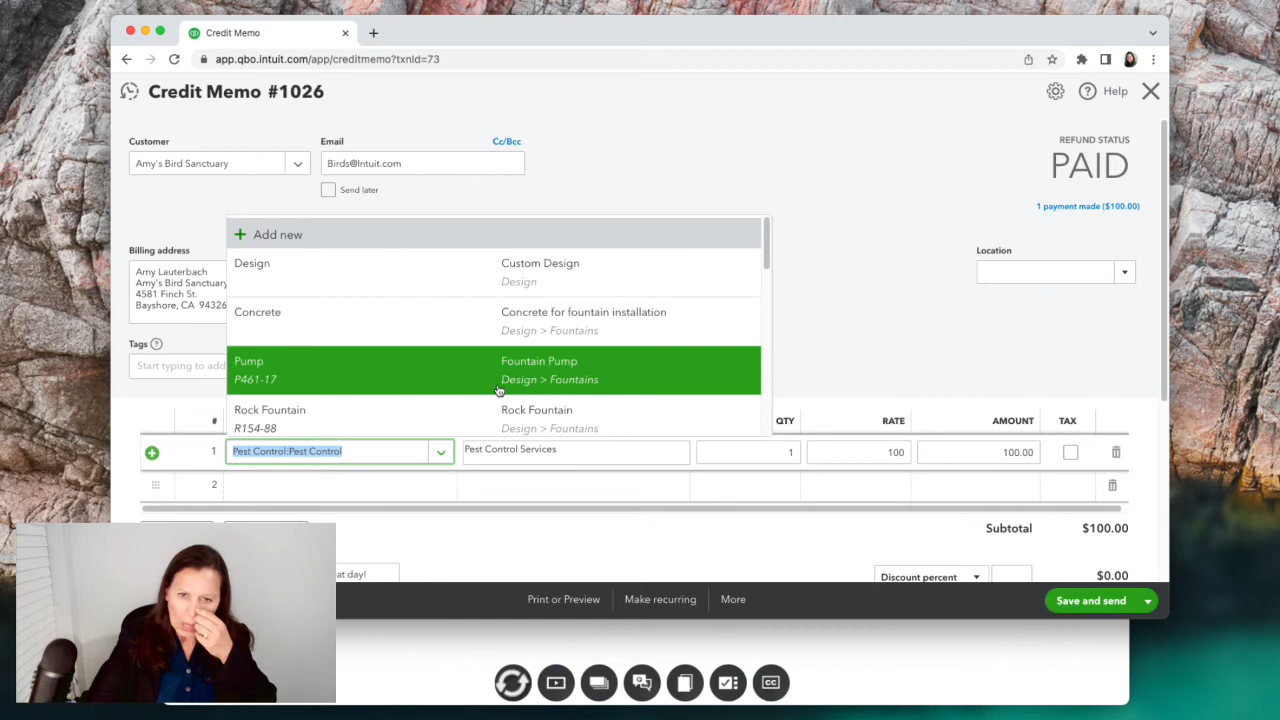 Credit Memo
app.qbo.intuit.com/app/creditmemo?txnId=73
Credit Memo #1026
Help
Customer
Email
Cc/Bcc
REFUND STATUS
Amy's Bird Sanctuary
Birds@Intuit.com
PAID
Send later
1 payment made ($100.00)
Add new
Billing address
Location
Design
Custom Design
Design
Amy Lauterbach
Amy's Bird Sanctuary
4581 Finch St.
Bayshore, CA 94326
Concrete
Concrete for fountain installation
Design > Fountains
Tags
Start typing to add
Pump
Fountain Pump
P461-17
Design > Fountains
Rock Fountain
Rock Fountain
R154-88
Design > Fountains
#
QTY
RATE
AMOUNT
TAX
1
Pest Control:Pest Control
Pest Control Services
1
100
100.00
2
Subtotal
$100.00
at day!
Discount percent
$0.00
Print or Preview
Make recurring
More
Save and send
CC